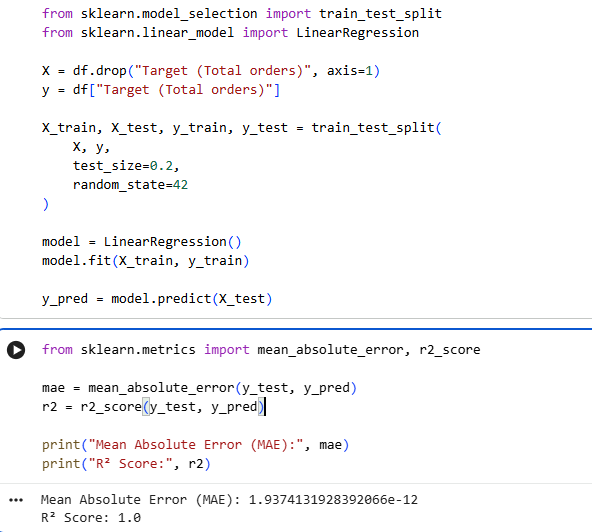 from sklearn.model_selection import train_test_split
from sklearn.linear_model import LinearRegression
X = df.drop("Target (Total orders)", axis=1)
y = df["Target (Total orders)"]
X_train, X_test, y_train, y_test = train_test_split(
    X, y,
    test_size=0.2,
    random_state=42
)
model = LinearRegression()
model.fit(X_train, y_train)
y_pred = model.predict(X_test)
from sklearn.metrics import mean_absolute_error, r2_score
mae = mean_absolute_error(y_test, y_pred)
r2 = r2_score(y_test, y_pred)
print("Mean Absolute Error (MAE):", mae)
print("R² Score:", r2)
Mean Absolute Error (MAE): 1.9374131928392066e-12
R² Score: 1.0